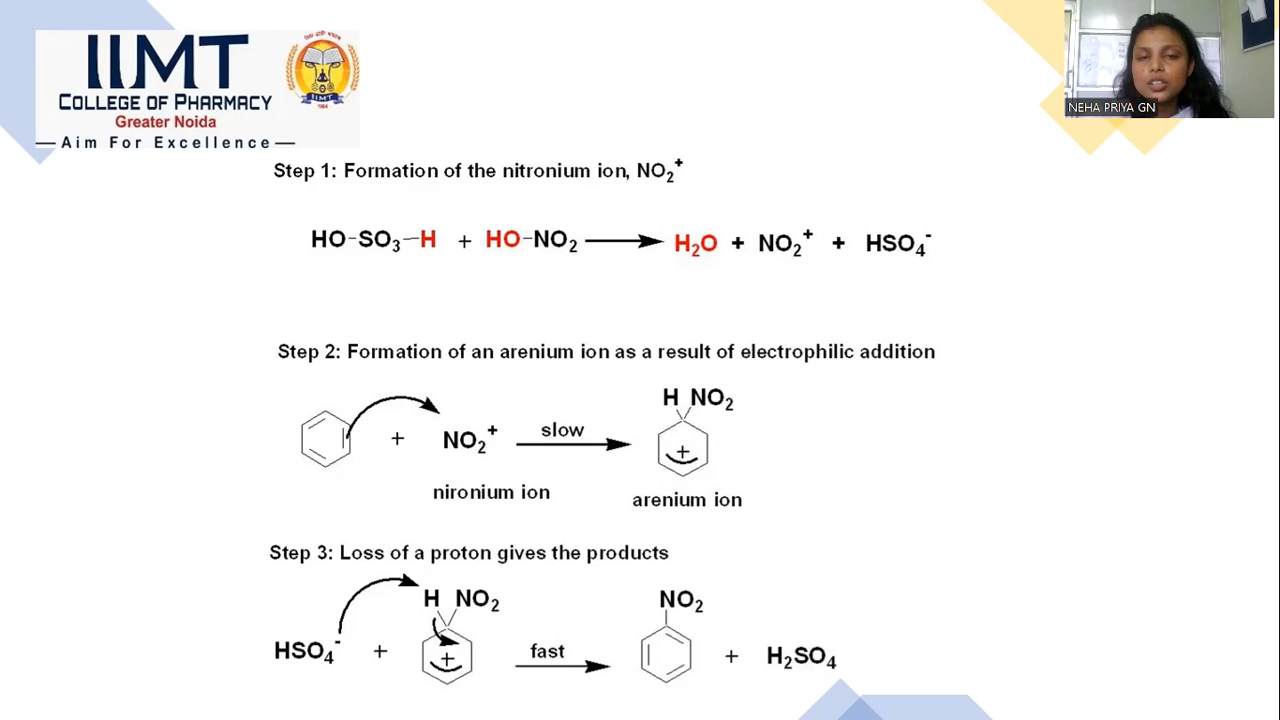 IIMT
COLLEGE OF PHARMACY
Greater Noida
— Aim For Excellence —
IIMT
NEHA PRIYA GN
Step 1: Formation of the nitronium ion, NO₂⁺
HO-SO₃-H + HO-NO₂ ⟶ H₂O + NO₂⁺ + HSO₄⁻
Step 2: Formation of an arenium ion as a result of electrophilic addition
H NO₂
slow
+ NO₂⁺
+
nironium ion
arenium ion
Step 3: Loss of a proton gives the products
H NO₂
NO₂
HSO₄⁻ + + fast + H₂SO₄